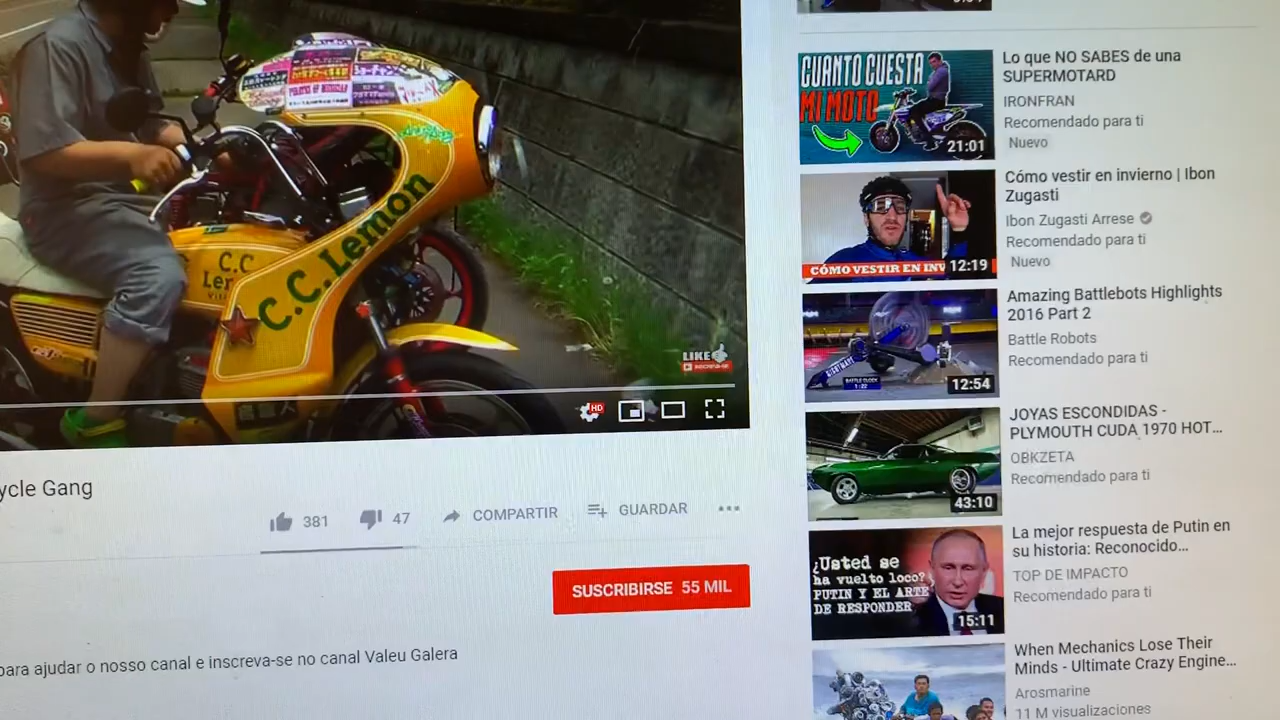 C.C.Lemon
C.C.
LIKE
HD
ycle Gang
381
47
COMPARTIR
GUARDAR
SUSCRIBIRSE 55 MIL
para ajudar o nosso canal e inscreva-se no canal Valeu Galera
CUANTO CUESTA
MI MOTO
21:01
Lo que NO SABES de una
SUPERMOTARD
IRONFRAN
Recomendado para ti
Nuevo
CÓMO VESTIR EN INV
12:19
Cómo vestir en invierno | Ibon
Zugasti
Ibon Zugasti Arrese
Recomendado para ti
Nuevo
12:54
Amazing Battlebots Highlights
2016 Part 2
Battle Robots
Recomendado para ti
43:10
JOYAS ESCONDIDAS -
PLYMOUTH CUDA 1970 HOT...
OBKZETA
Recomendado para ti
¿Usted se
ha vuelto loco?
PUTIN Y EL ARTE
DE RESPONDER
15:11
La mejor respuesta de Putin en
su historia: Reconocido...
TOP DE IMPACTO
Recomendado para ti
When Mechanics Lose Their
Minds - Ultimate Crazy Engine...
Arosmarine
11 M visualizaciones